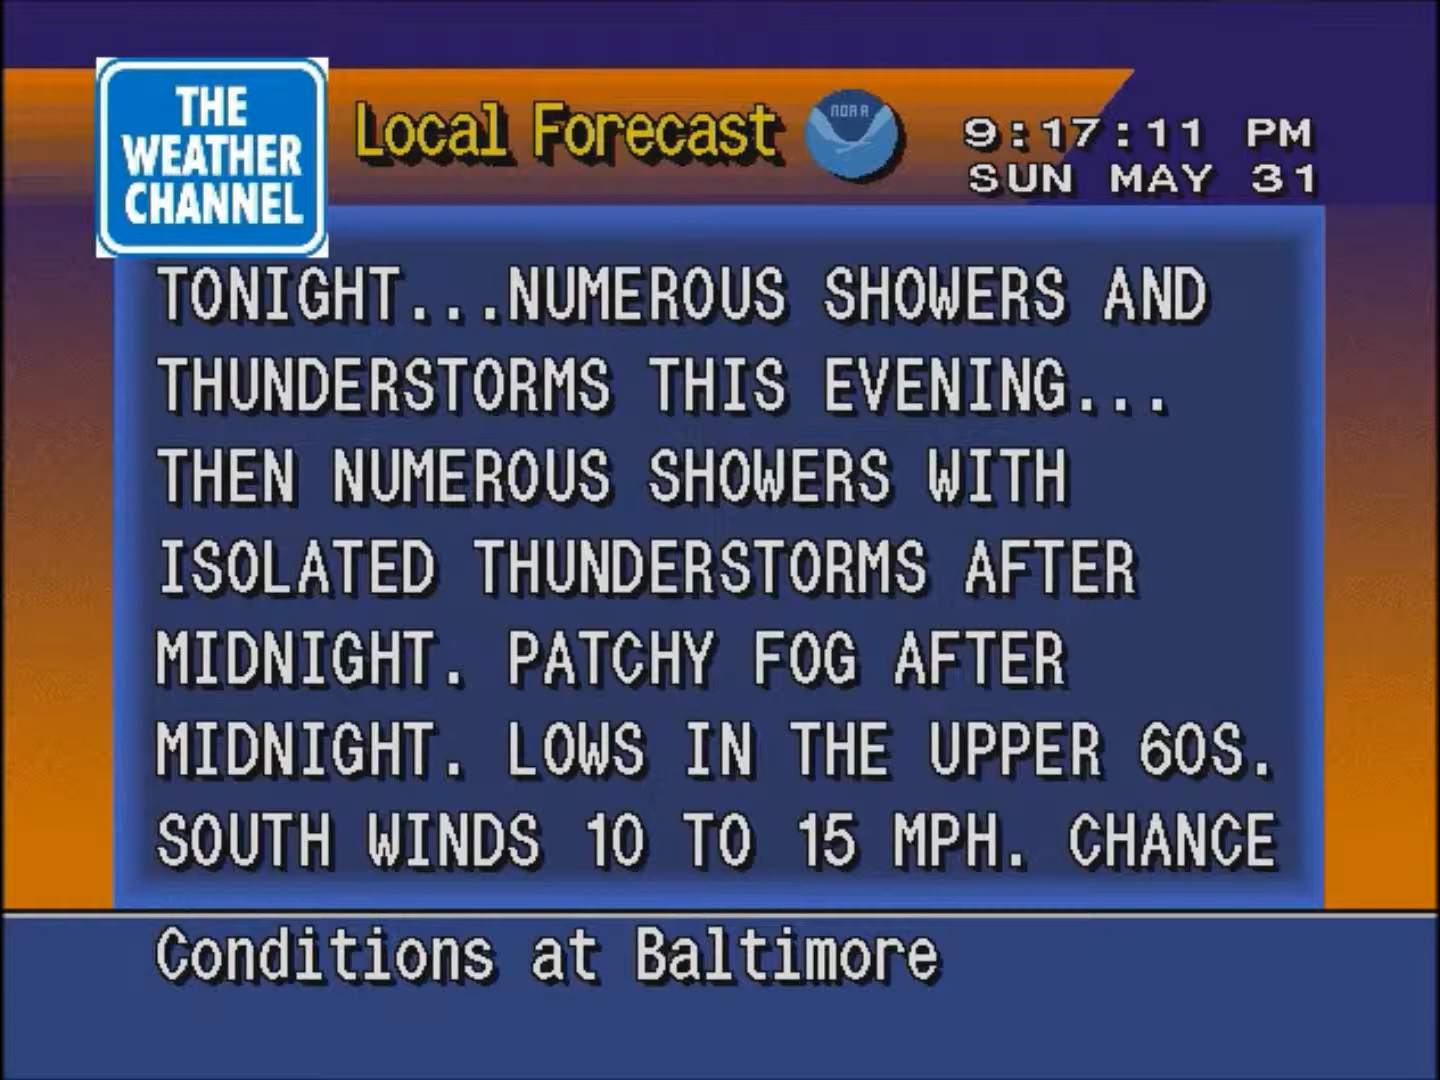 THE
WEATHER
CHANNEL
Local Forecast
NOAA
9:17:11 PM
SUN MAY 31
TONIGHT...NUMEROUS SHOWERS AND
THUNDERSTORMS THIS EVENING...
THEN NUMEROUS SHOWERS WITH
ISOLATED THUNDERSTORMS AFTER
MIDNIGHT. PATCHY FOG AFTER
MIDNIGHT. LOWS IN THE UPPER 60S.
SOUTH WINDS 10 TO 15 MPH. CHANCE
Conditions at Baltimore